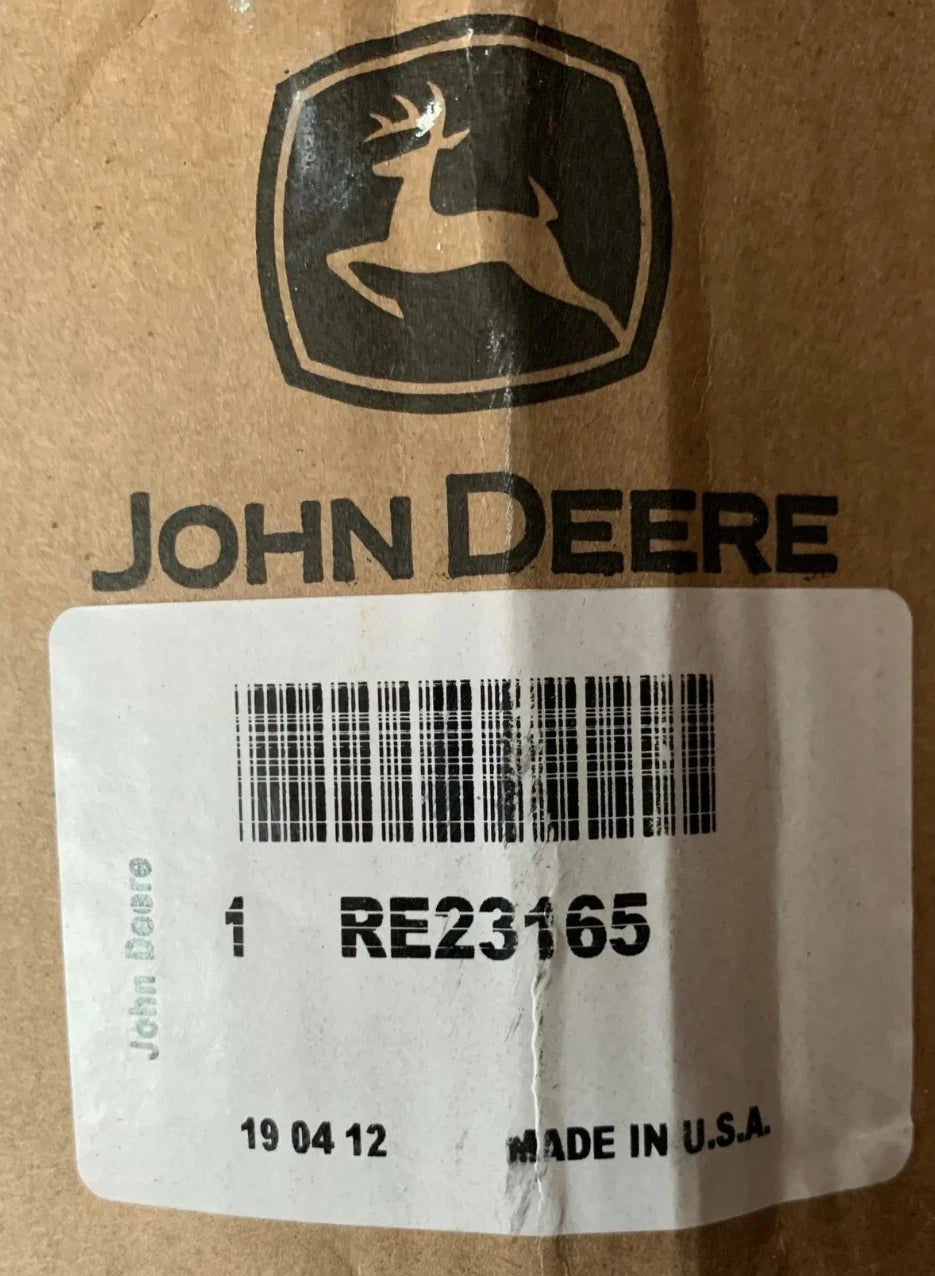 JOHN DEERE
John Deere
1 RE23165
19 04 12 MADE IN U.S.A.